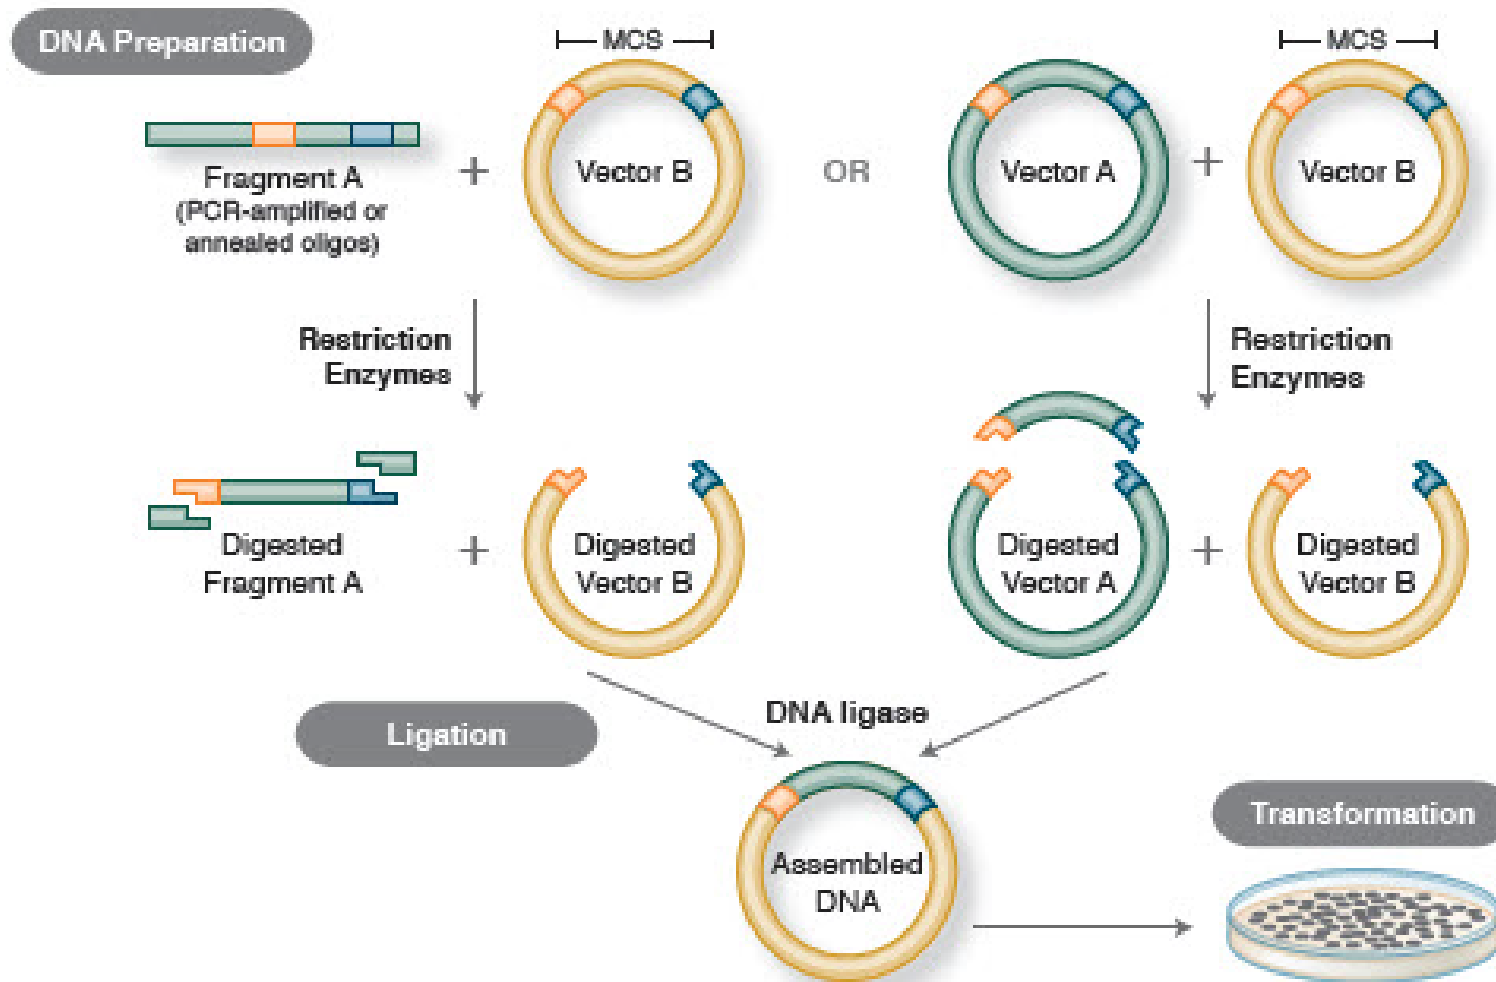 DNA Preparation
MCS
MCS
Fragment A
(PCR-amplified or
annealed oligos)
+
Vector B
OR
Vector A
+
Vector B
Restriction
Enzymes
Restriction
Enzymes
Digested
Fragment A
+
Digested
Vector B
Digested
Vector A
+
Digested
Vector B
Ligation
DNA ligase
Assembled
DNA
Transformation